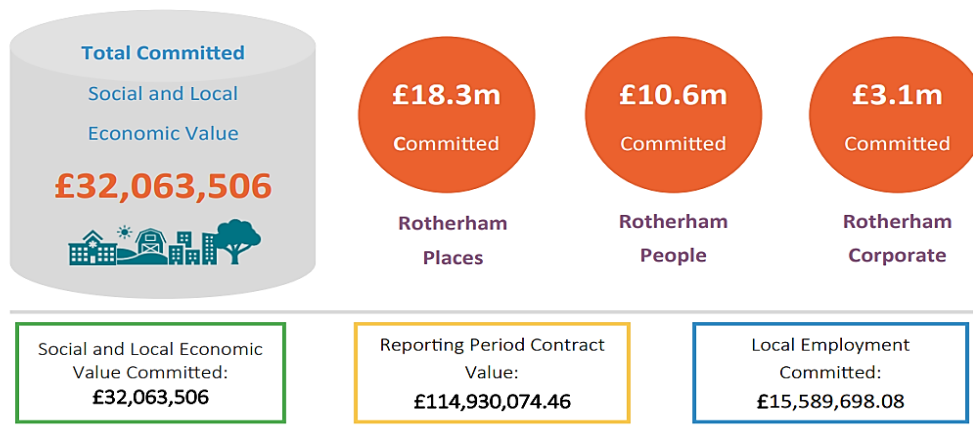 Total Committed
Social and Local
Economic Value
£32,063,506
£18.3m
Committed
Rotherham
Places
£10.6m
Committed
Rotherham
People
£3.1m
Committed
Rotherham
Corporate
Social and Local Economic
Value Committed:
£32,063,506
Reporting Period Contract
Value:
£114,930,074.46
Local Employment
Committed:
£15,589,698.08